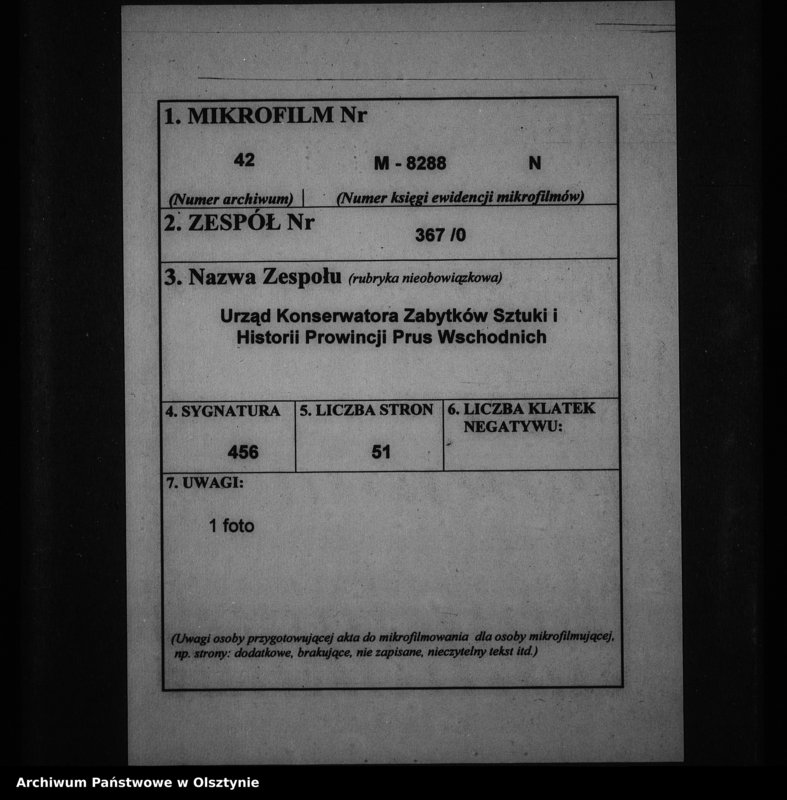 1. MIKROFILM Nr
42 M - 8288 N
(Numer archiwum) | (Numer księgi ewidencji mikrofilmów)
2. ZESPÓŁ Nr
367 /0
3. Nazwa Zespołu (rubryka nieobowiązkowa)
Urząd Konserwatora Zabytków Sztuki i
Historii Prowincji Prus Wschodnich
4. SYGNATURA
456
5. LICZBA STRON
51
6. LICZBA KLATEK
NEGATYWU:
7. UWAGI:
1 foto
(Uwagi osoby przygotowującej akta do mikrofilmowania dla osoby mikrofilmującej,
np. strony: dodatkowe, brakujące, nie zapisane, nieczytelny tekst itd.)
Archiwum Państwowe w Olsztynie